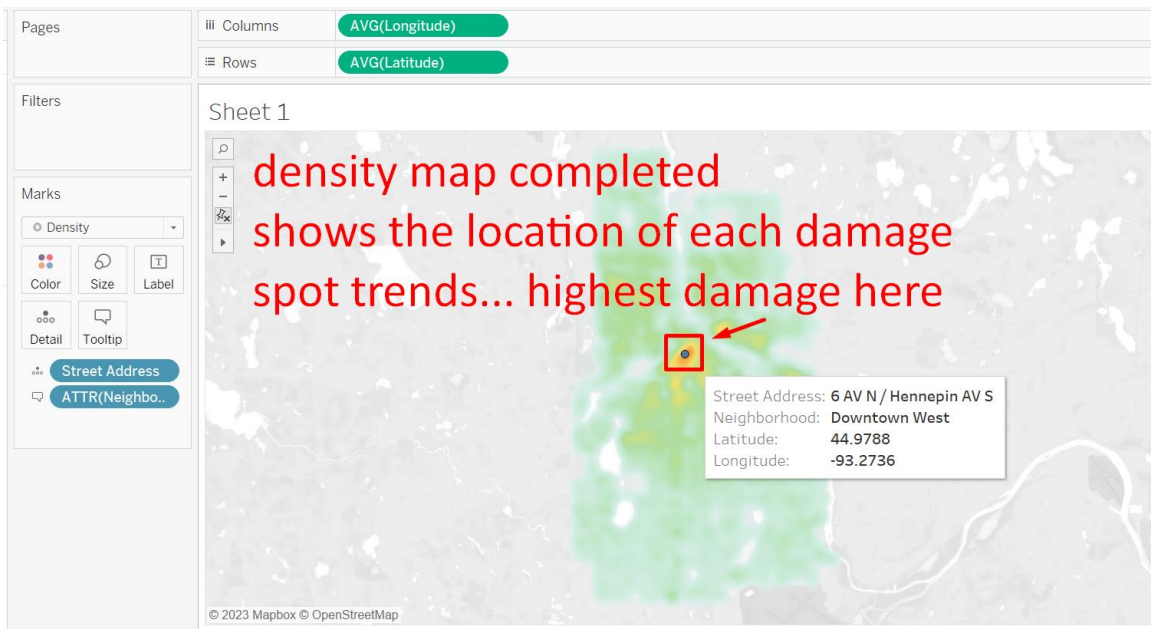 Pages
iii Columns
AVG(Longitude)
Rows
AVG(Latitude)
Filters
Sheet 1
density map completed
shows the location of each damage
spot trends... highest damage here
Marks
Density
Color
Size
T
Label
Detail
Tooltip
Street Address
ATTR(Neighbo..
Street Address: 6 AV N / Hennepin AV S
Neighborhood: Downtown West
Latitude: 44.9788
Longitude: -93.2736
© 2023 Mapbox © OpenStreetMap